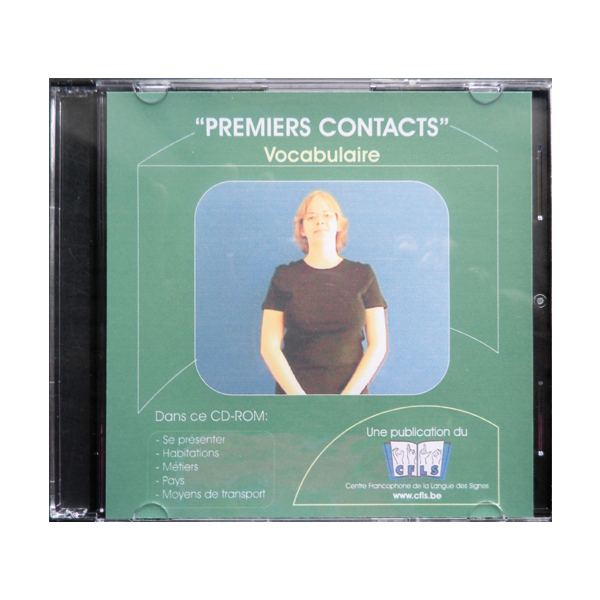 “PREMIERS CONTACTS”
Vocabulaire
Dans ce CD-ROM:
- Se présenter
- Habitations
- Métiers
- Pays
- Moyens de transport
Une publication du
CFLS
Centre Francophone de la Langue des Signes
www.cfls.be